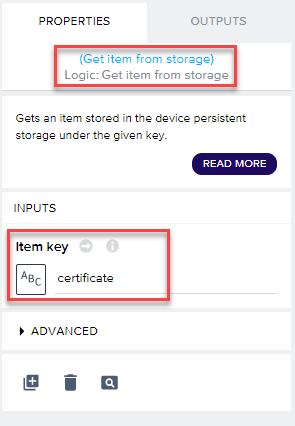 PROPERTIES
OUTPUTS
(Get item from storage)
Logic: Get item from storage
Gets an item stored in the device persistent
storage under the given key.
READ MORE
INPUTS
Item key
ABC
certificate
ADVANCED